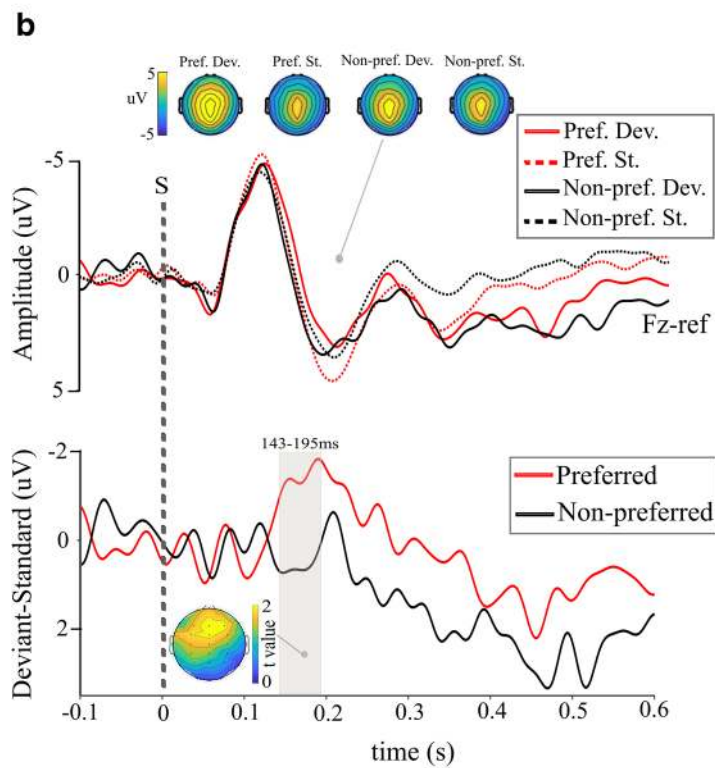 b
Pref. Dev. Pref. St. Non-pref. Dev. Non-pref. St.
5
uV
-5
Pref. Dev.
Pref. St.
Non-pref. Dev.
Non-pref. St.
S
-5
0
5
Amplitude (uV)
Fz-ref
143-195ms
Preferred
Non-preferred
-2
0
2
Deviant-Standard (uV)
2
t value
0
-0.1 0 0.1 0.2 0.3 0.4 0.5 0.6
time (s)